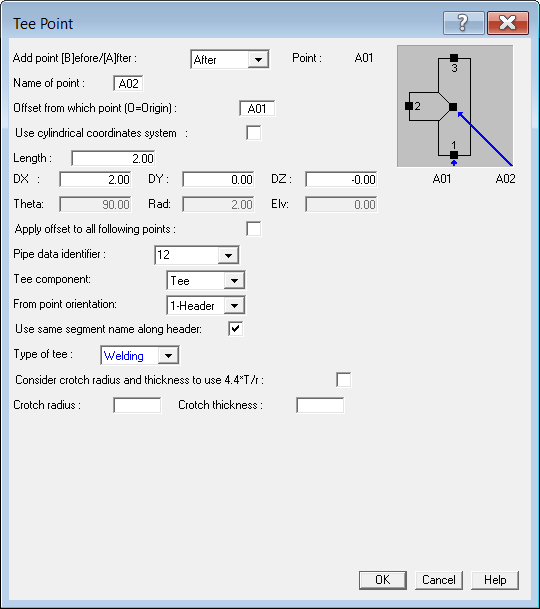 Tee Point
Add point [B]efore/[A]fter : After Point : A01
Name of point : A02
Offset from which point (O=Origin) : A01
Use cylindrical coordinates system :
Length : 2.00
DX : 2.00 DY : 0.00 DZ : -0.00
Theta: 90.00 Rad: 2.00 Elv: 0.00
Apply offset to all following points :
Pipe data identifier : 12
Tee component: Tee
From point orientation: 1-Header
Use same segment name along header:
Type of tee : Welding
Consider crotch radius and thickness to use 4.4*T/r :
Crotch radius : Crotch thickness :
3
2
1
A01 A02
OK Cancel Help